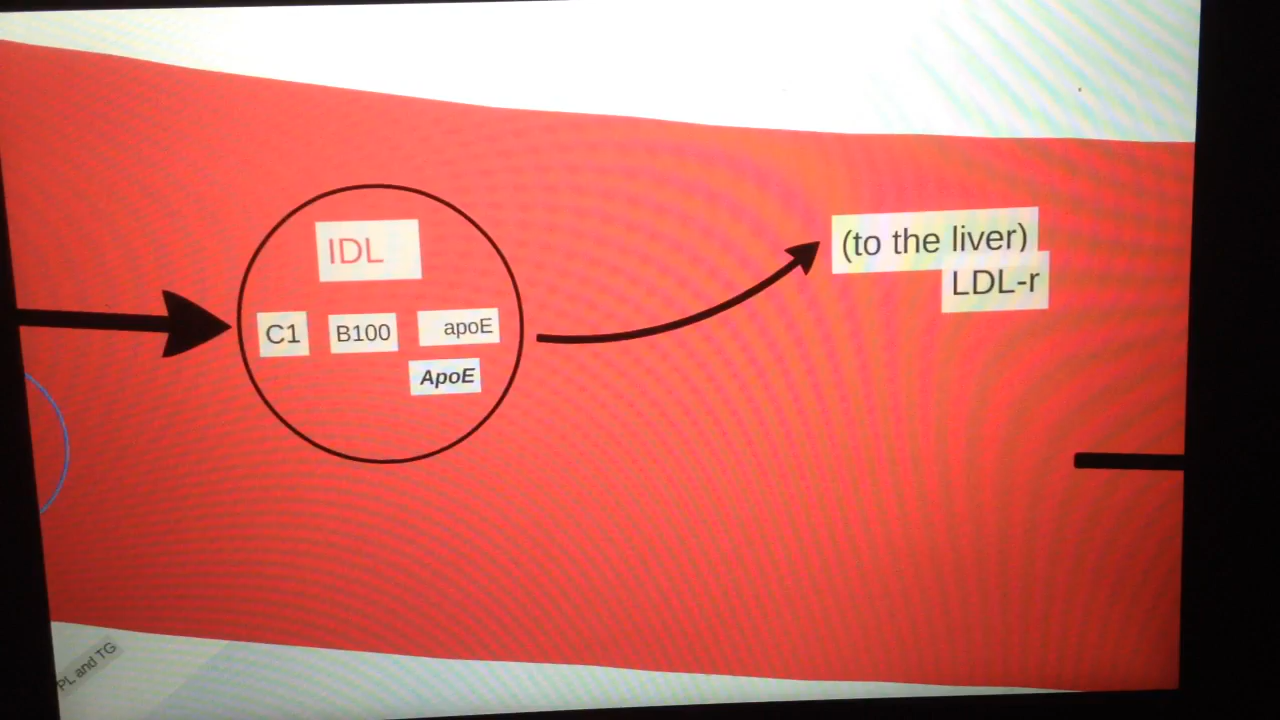 IDL
C1 B100 apoE
ApoE
(to the liver)
LDL-r
PL and TG